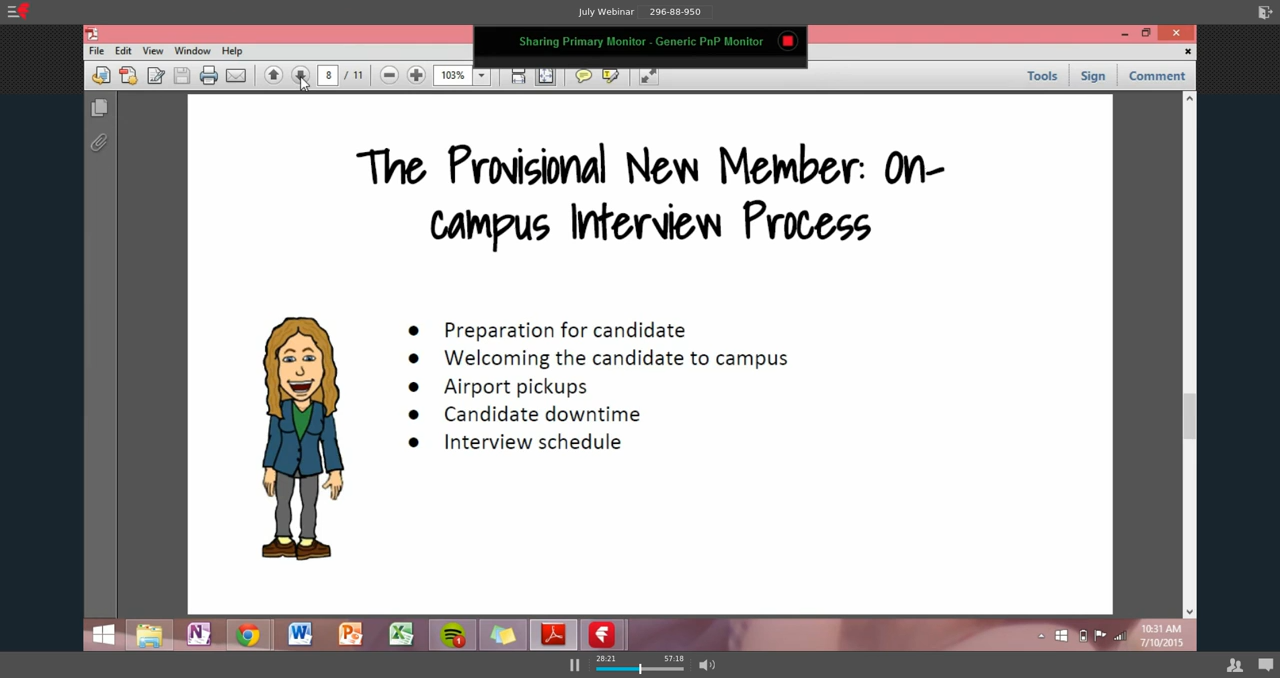 July Webinar 296-88-950
Sharing Primary Monitor - Generic PnP Monitor
File Edit View Window Help
8 / 11 103% Tools Sign Comment
The Provisional New Member: On-
campus Interview Process
● Preparation for candidate
● Welcoming the candidate to campus
● Airport pickups
● Candidate downtime
● Interview schedule
10:31 AM
7/10/2015
28:21 57:18